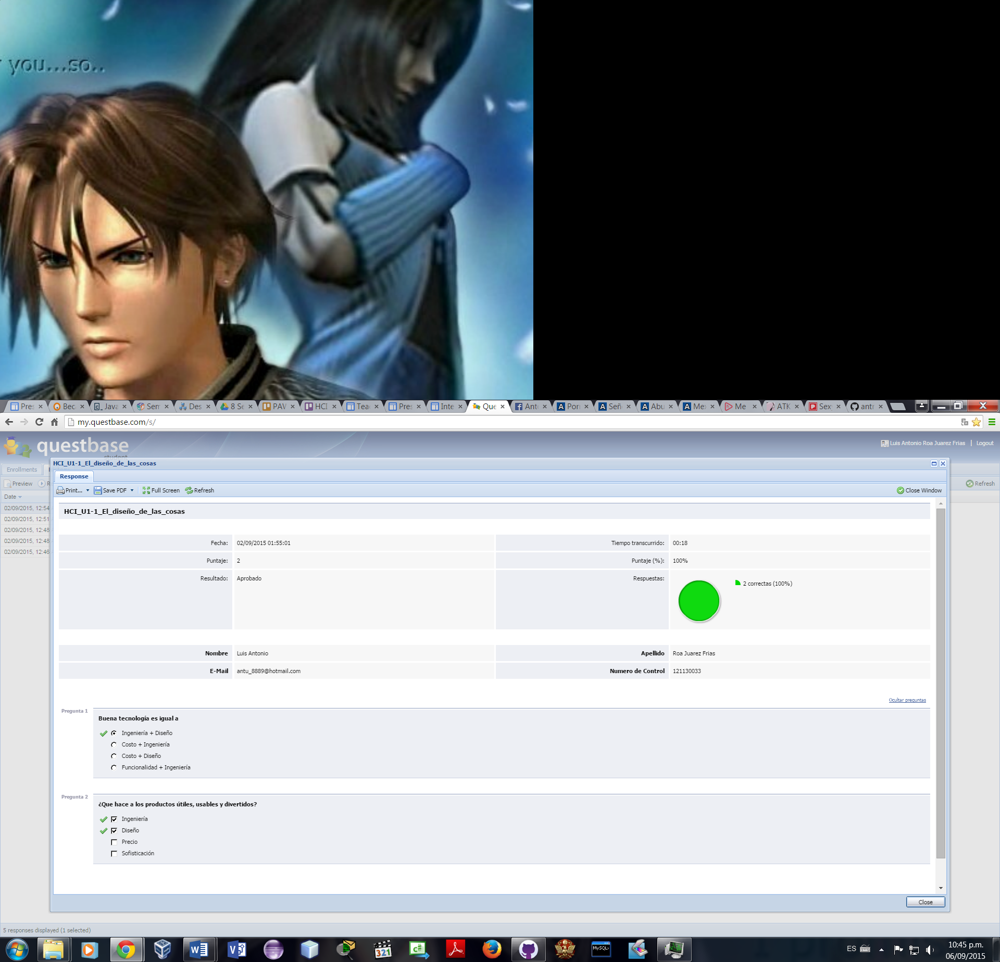 you...so..
Pres
Bec
Java
Sem
Des
8 Se
PAV
HCI
Tea
Pres
Inte
Que
Ant
Por
Seño
Abu
Mex
Me
ATK
Sex
antr
my.questbase.com/s/
questbase
student
Luis Antonio Roa Juarez Frias | Logout
HCI_U1-1_El_diseño_de_las_cosas
Enrollments
Response
Preview
Print... Save PDF Full Screen Refresh Close Window
Refresh
Date
02/09/2015, 12:54
02/09/2015, 12:51
02/09/2015, 12:48
02/09/2015, 12:48
02/09/2015, 12:46
HCI_U1-1_El_diseño_de_las_cosas
Fecha: 02/09/2015 01:55:01 Tiempo transcurrido: 00:18
Puntaje: 2 Puntaje (%): 100%
Resultado: Aprobado Respuestas: 2 correctas (100%)
Nombre Luis Antonio Apellido Roa Juarez Frias
E-Mail antu_8889@hotmail.com Numero de Control 121130033
Ocultar preguntas
Pregunta 1
Buena tecnología es igual a
Ingeniería + Diseño
Costo + Ingeniería
Costo + Diseño
Funcionalidad + Ingeniería
Pregunta 2
¿Que hace a los productos útiles, usables y divertidos?
Ingeniería
Diseño
Precio
Sofisticación
Close
5 responses displayed (1 selected)
321
c#
MySQL
ES
10:45 p.m.
06/09/2015